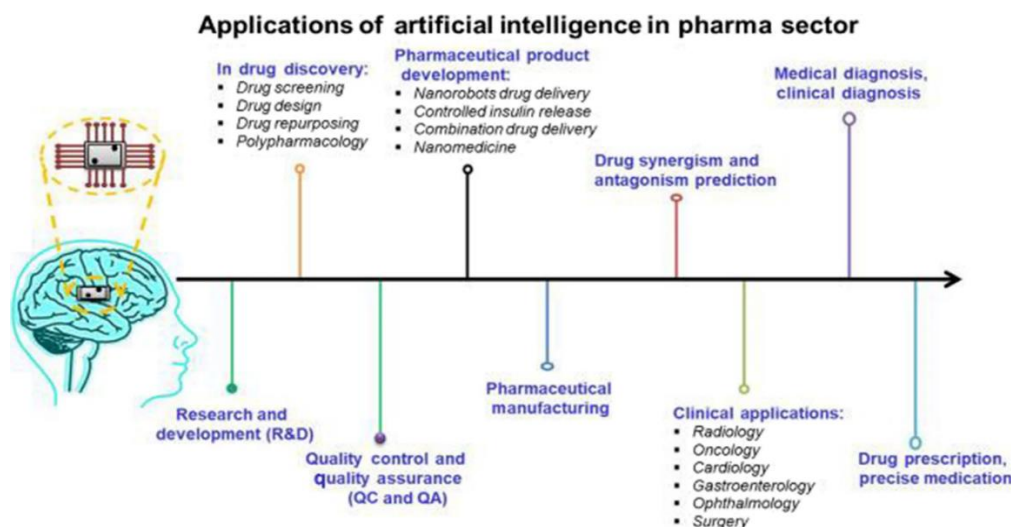 Applications of artificial intelligence in pharma sector
In drug discovery:
▪ Drug screening
▪ Drug design
▪ Drug repurposing
▪ Polypharmacology
Pharmaceutical product
development:
▪ Nanorobots drug delivery
▪ Controlled insulin release
▪ Combination drug delivery
▪ Nanomedicine
Drug synergism and
antagonism prediction
Medical diagnosis,
clinical diagnosis
Research and
development (R&D)
Quality control and
quality assurance
(QC and QA)
Pharmaceutical
manufacturing
Clinical applications:
▪ Radiology
▪ Oncology
▪ Cardiology
▪ Gastroenterology
▪ Ophthalmology
▪ Surgery
Drug prescription,
precise medication